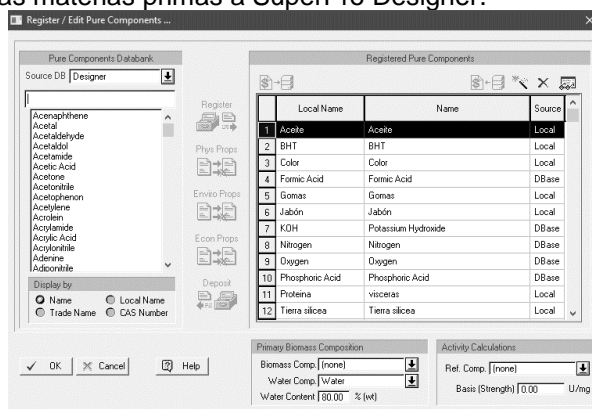 as materias primas a SuperPro Designer.
Register / Edit Pure Components ...
Pure Components Databank
Source DB Designer
Acenaphthene
Acetal
Acetaldehyde
Acetaldol
Acetamide
Acetic Acid
Acetone
Acetonitrile
Acetophenon
Acetylene
Acrolein
Acrylamide
Acrylic Acid
Acrylonitrile
Adenine
Adiponitrile
Display by
Name Local Name
Trade Name CAS Number
Register
Phys Props
Enviro Props
Econ Props
Deposit
Registered Pure Components
Local Name Name Source
1 Aceite Aceite Local
2 BHT BHT Local
3 Color Color Local
4 Formic Acid Formic Acid DBase
5 Gomas Gomas Local
6 Jabón Jabón Local
7 KOH Potassium Hydroxide DBase
8 Nitrogen Nitrogen DBase
9 Oxygen Oxygen DBase
10 Phosphoric Acid Phosphoric Acid DBase
11 Proteina visceras Local
12 Tierra silicea Tierra silicea Local
OK Cancel Help
Primary Biomass Composition
Biomass Comp. (none)
Water Comp. Water
Water Content 80.00 % (wt)
Activity Calculations
Ref. Comp. (none)
Basis (Strength) 0.00 U/mg